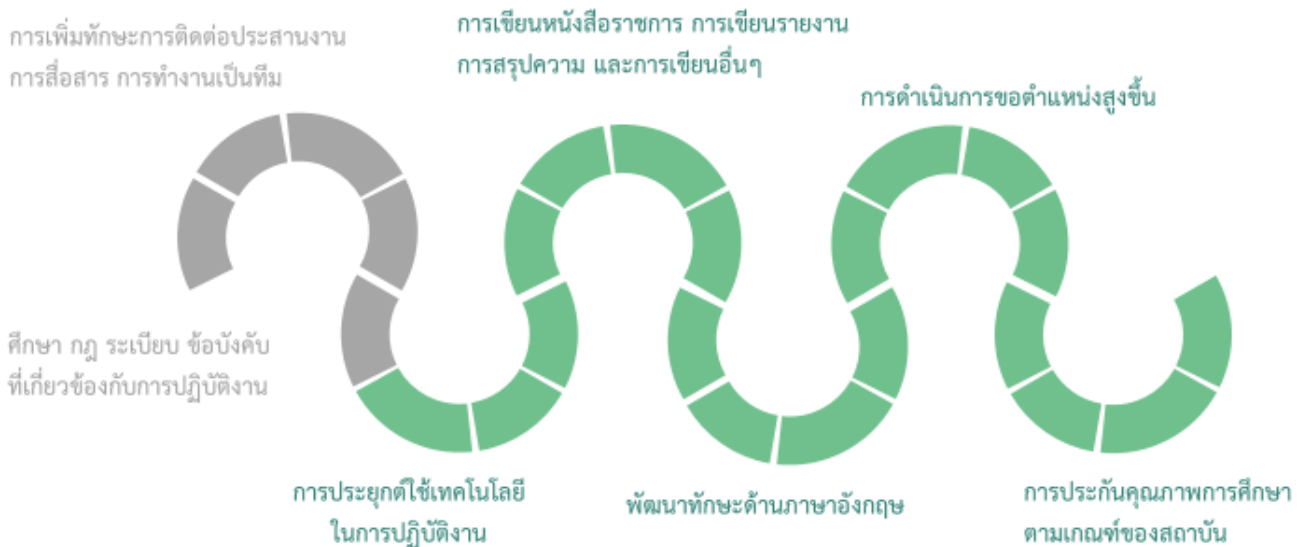 การเพิ่มทักษะการติดต่อประสานงาน
การสื่อสาร การทำงานเป็นทีม
การเขียนหนังสือราชการ การเขียนรายงาน
การสรุปความ และการเขียนอื่นๆ
การดำเนินการขอตำแหน่งสูงขึ้น
ศึกษา กฎ ระเบียบ ข้อบังคับ
ที่เกี่ยวข้องกับการปฏิบัติงาน
การประยุกต์ใช้เทคโนโลยี
ในการปฏิบัติงาน
พัฒนาทักษะด้านภาษาอังกฤษ
การประกันคุณภาพการศึกษา
ตามเกณฑ์ของสถาบัน